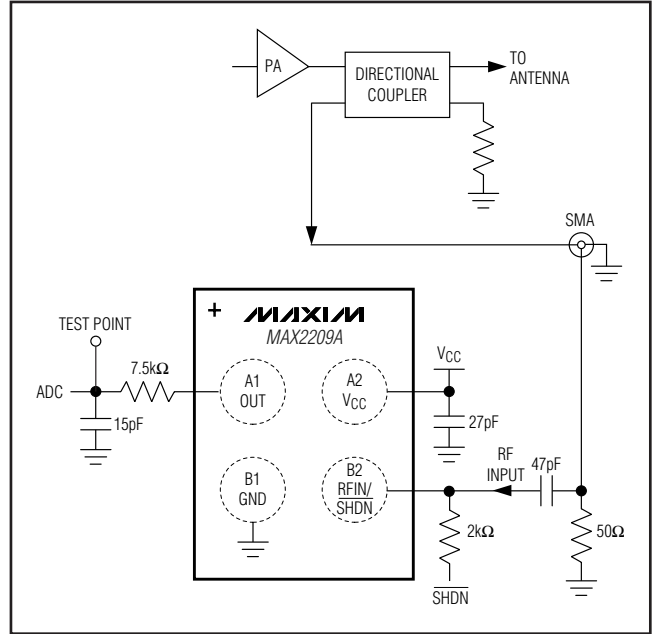 PA
DIRECTIONAL
COUPLER
TO
ANTENNA
SMA
TEST POINT
+
MAXIM
MAX2209A
7.5kΩ
ADC
15pF
A1
OUT
A2
VCC
VCC
27pF
B1
GND
B2
RFIN/
SHDN
RF
INPUT
47pF
2kΩ
50Ω
SHDN